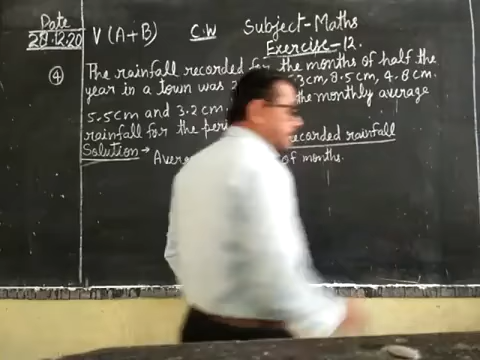 Date
28.12.20
V (A+B) C.W Subject-Maths
Exercise-12.
④ The rainfall recorded for the months of half the
year in a town was 3cm, 8.5cm, 4.8cm.
5.5cm and 3.2cm. the monthly average
rainfall for the recorded rainfall
Solution → of months.